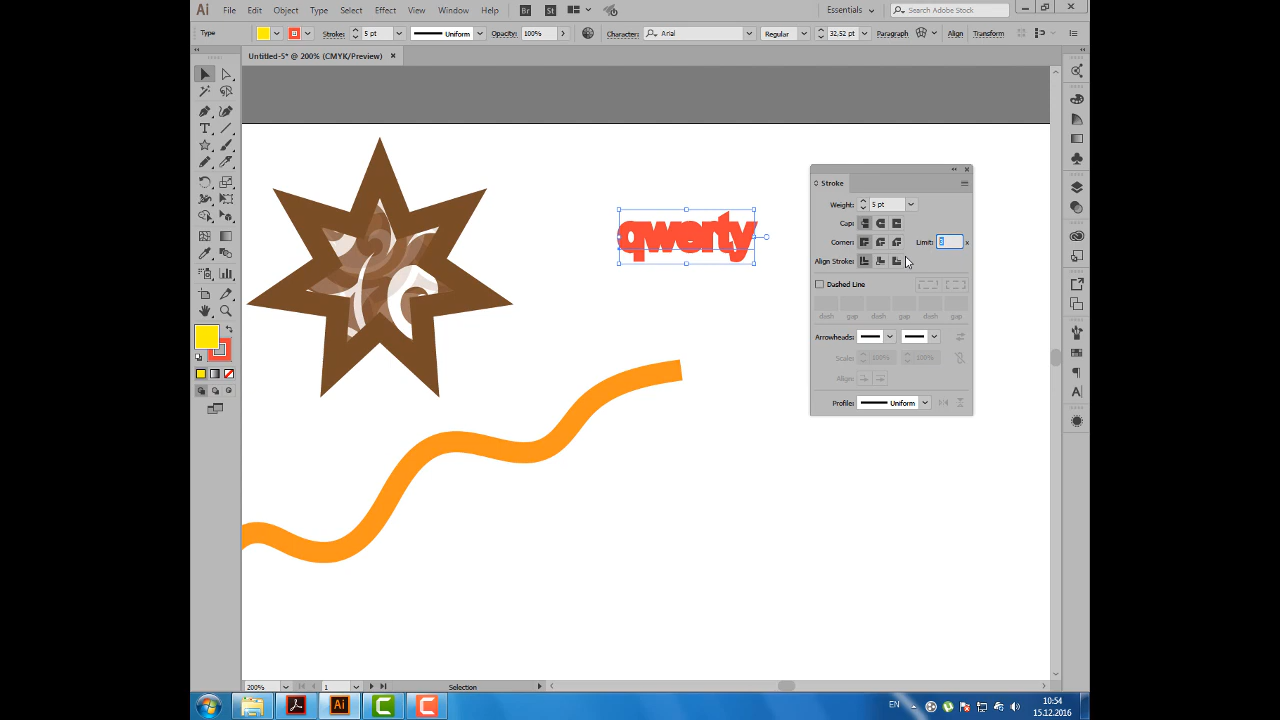 Ai File Edit Object Type Select Effect View Window Help Br St Essentials Search Adobe Stock
Type Stroke: 5 pt Uniform Opacity: 100% Character: Arial Regular 32,52 pt Paragraph Align Transform
Untitled-5* @ 200% (CMYK/Preview)
qwerty
Stroke
Weight: 5 pt
Cap:
Corner: Limit: x
Align Stroke:
Dashed Line
dash gap dash gap dash gap
Arrowheads:
Scale: 100% 100%
Align:
Profile: Uniform
200% 1 Selection
Ai EN 10:54
15.12.2016